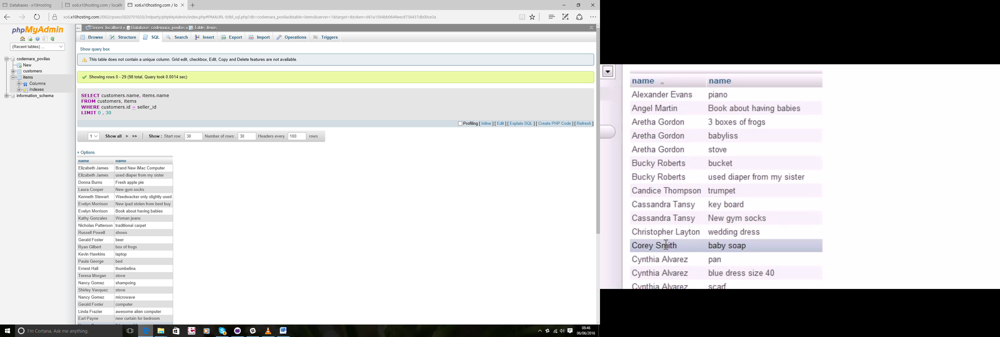 Databases - x10Hosting
xo6.x10hosting.com / localh
xo6.x10hosting.com / lo
xo6.x10hosting.com:2083/cpsess5820701020/3rdparty/phpMyAdmin/index.php#PMAURL-6:tbl_sql.php?db=codemara_povilas&table=items&server=1&target=&token=d61a1564bb0649eec8756437db00ce3a
phpMyAdmin
(Recent tables) ...
codemara_povilas
New
customers
items
Columns
Indexes
information_schema
Server: localhost » Database: codemara_povilas » Table: items
Browse Structure SQL Search Insert Export Import Operations Triggers
Show query box
This table does not contain a unique column. Grid edit, checkbox, Edit, Copy and Delete features are not available.
Showing rows 0 - 29 (98 total, Query took 0.0014 sec)
SELECT customers.name, items.name
FROM customers, items
WHERE customers.id = seller_id
LIMIT 0 , 30
Profiling [ Inline ] [ Edit ] [ Explain SQL ] [ Create PHP Code ] [ Refresh ]
1 Show all > >> Show : Start row: 30 Number of rows: 30 Headers every 100 rows
+ Options
name name
Elizabeth James Brand New iMac Computer
Elizabeth James used diaper from my sister
Donna Burns Fresh apple pie
Laura Cooper New gym socks
Kenneth Stewart Weedwacker only slightly used
Evelyn Morrison New ipad stolen from best buy
Evelyn Morrison Book about having babies
Kathy Gonzales Woman jeans
Nicholas Patterson traditional carpet
Russell Powell shows
Gerald Foster beer
Ryan Gilbert box of frogs
Kevin Hawkins laptop
Paula George bed
Ernest Hall thumbelina
Teresa Morgan stove
Nancy Gomez shampoing
Shirley Vasquez stove
Nancy Gomez microwave
Gerald Foster computer
Linda Frazier awesome alien computer
Earl Payne new curtain for bedroom
I'm Cortana. Ask me anything.
08:46
06/06/2016
name name
Alexander Evans piano
Angel Martin Book about having babies
Aretha Gordon 3 boxes of frogs
Aretha Gordon babyliss
Aretha Gordon stove
Bucky Roberts bucket
Bucky Roberts used diaper from my sister
Candice Thompson trumpet
Cassandra Tansy key board
Cassandra Tansy New gym socks
Christopher Layton wedding dress
Corey Smith baby soap
Cynthia Alvarez pan
Cynthia Alvarez blue dress size 40
Cynthia Alvarez scarf